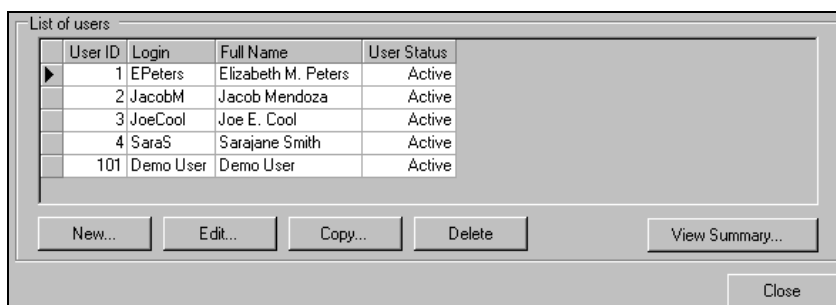 List of users
User ID Login Full Name User Status
1 EPeters Elizabeth M. Peters Active
2 JacobM Jacob Mendoza Active
3 JoeCool Joe E. Cool Active
4 SaraS Sarajane Smith Active
101 Demo User Demo User Active
New... Edit... Copy... Delete View Summary...
Close